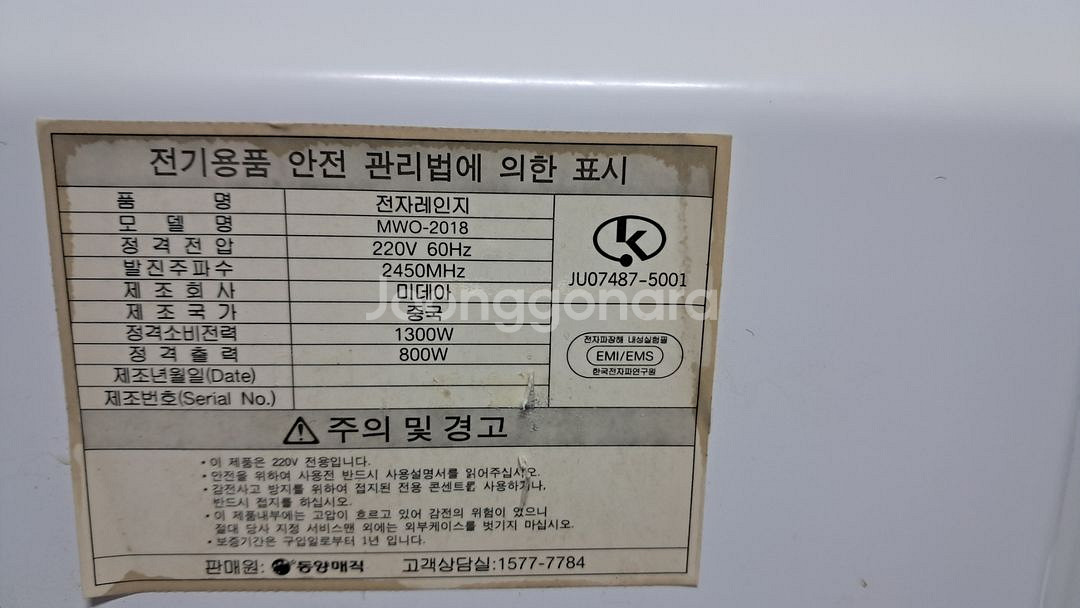 전기용품 안전 관리법에 의한 표시
품 명 전자레인지
모 델 명 MWO-2018
정 격 전 압 220V 60Hz
발진주파수 2450MHz
제 조 회 사 미데아
제 조 국 가 중국
정격소비전력 1300W
정 격 출 력 800W
제조년월일(Date)
제조번호(Serial No.)
JU07487-5001
전자파장해 내성시험필
EMI/EMS
한국전자파연구원
Joonggonara
주의 및 경고
• 이 제품은 220V 전용입니다.
• 안전을 위하여 사용전 반드시 사용설명서를 읽어주십시오.
• 감전사고 방지를 위하여 접지된 전용 콘센트를 사용하거나,
반드시 접지를 하십시오.
• 이 제품내부에는 고압이 흐르고 있어 감전의 위험이 있으니
절대 당사 지정 서비스맨 외에는 외부케이스를 벗기지 마십시오.
• 보증기간은 구입일로부터 1년 입니다.
판매원: 동양매직 고객상담실:1577-7784